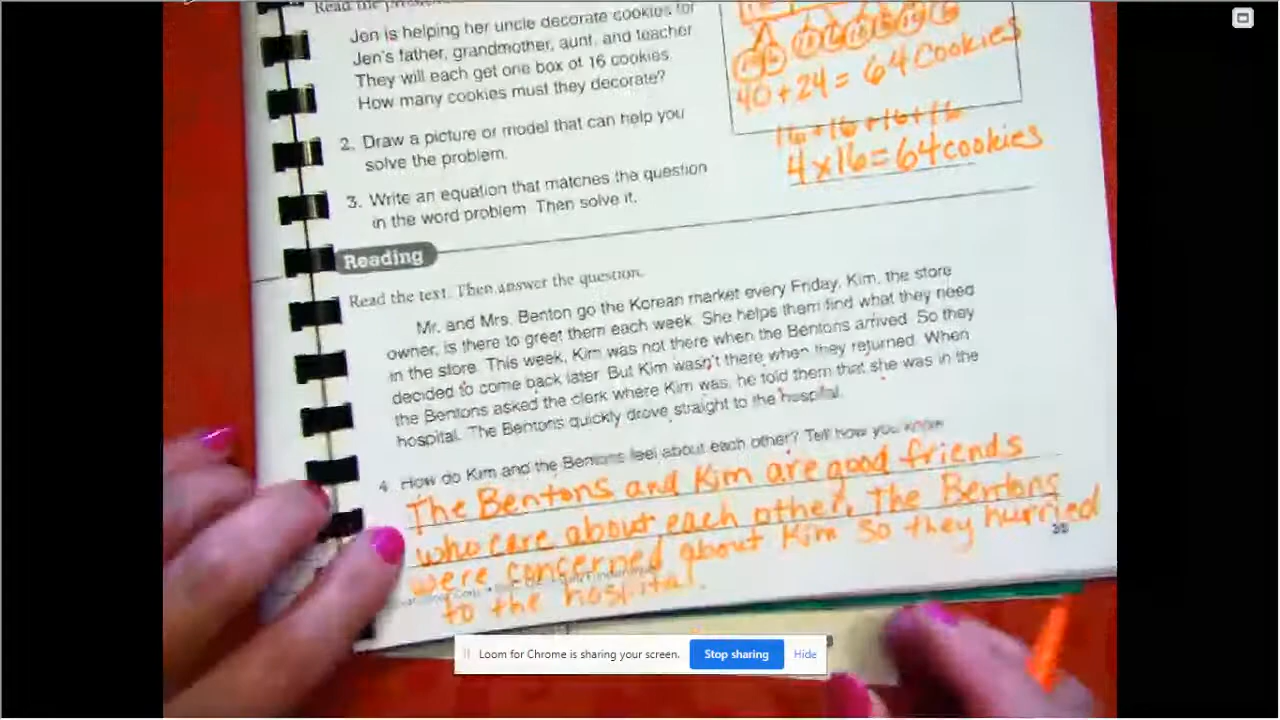 Read the
Jen is helping her uncle decorate cookies for
Jen's father, grandmother, aunt, and teacher
They will each get one box of 16 cookies.
How many cookies must they decorate?
2. Draw a picture or model that can help you
solve the problem.
3. Write an equation that matches the question
in the word problem. Then solve it.
40+24= 64 Cookies
16+16+16+16
4x16=64 cookies
Reading
Read the text. Then answer the question.
Mr. and Mrs. Benton go the Korean market every Friday. Kim, the store
owner, is there to greet them each week. She helps them find what they need
in the store. This week, Kim was not there when the Bentons arrived. So they
decided to come back later. But Kim wasn't there when they returned. When
the Bentons asked the clerk where Kim was, he told them that she was in the
hospital. The Bentons quickly drove straight to the hospital.
4. How do Kim and the Bentons feel about each other? Tell how you know
The Bentons and Kim are good friends
who care about each other. The Bentons
were concerned about Kim so they hurried
to the hospital.
Loom for Chrome is sharing your screen.
Stop sharing
Hide